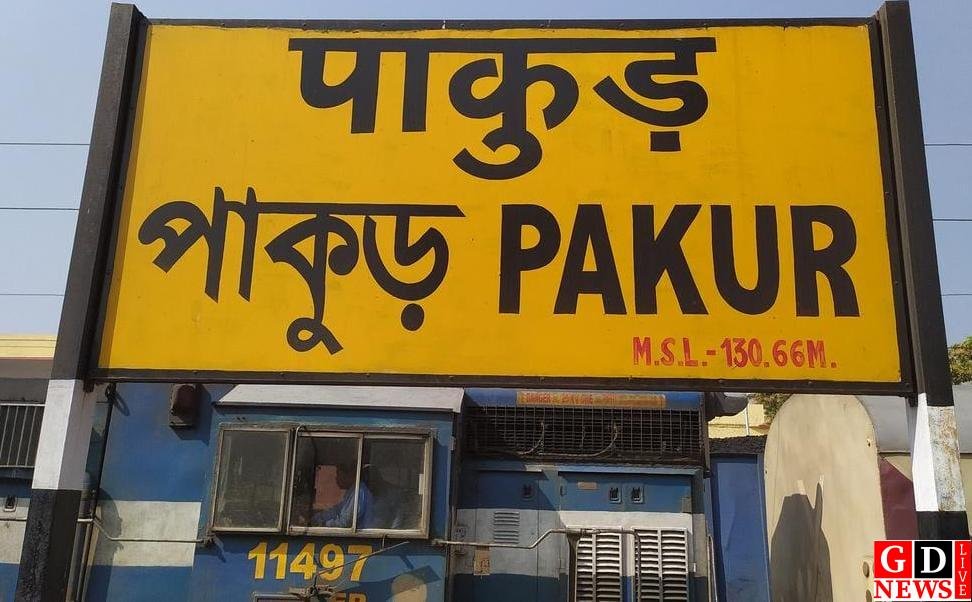 पाकुड़
পাকুড় PAKUR
M.S.L.- 130.66M.
11497
GD LIVE
NEWS